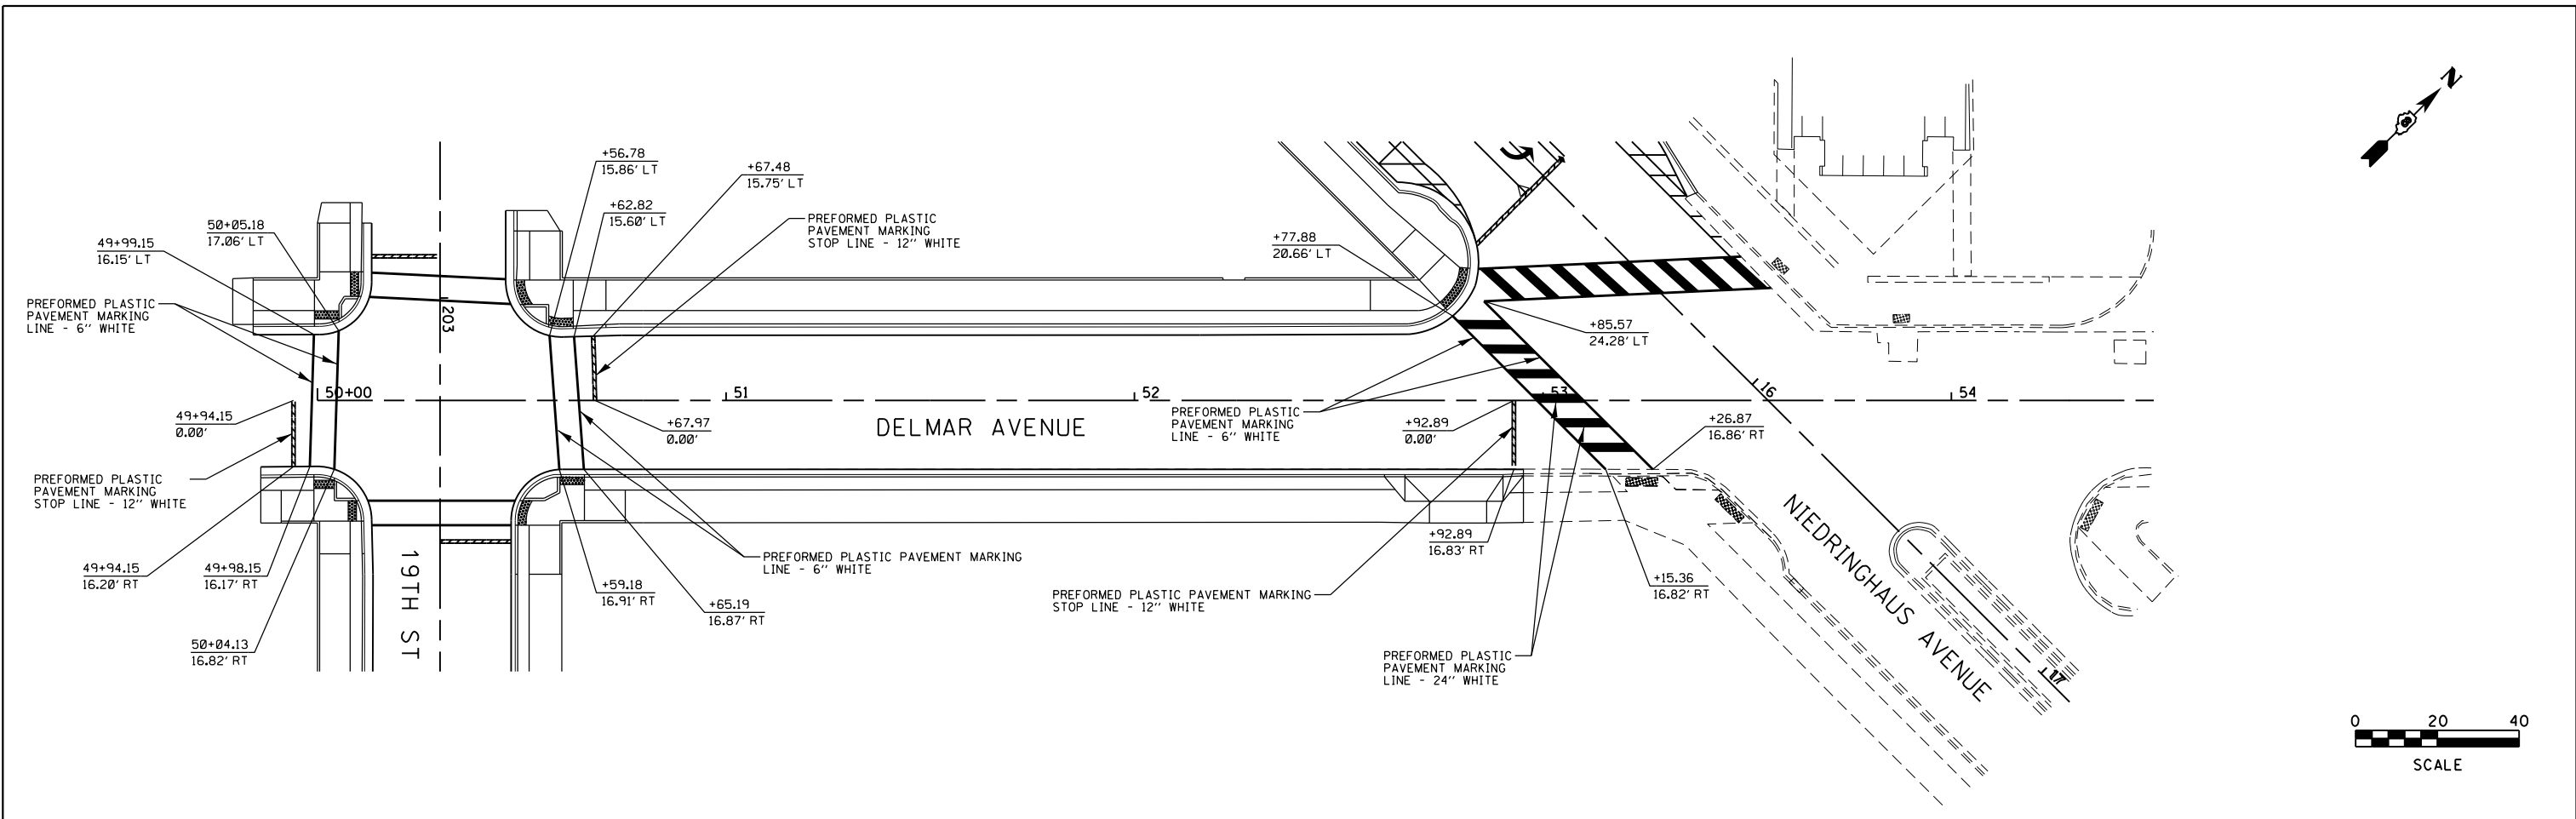 N
+56.78
15.86' LT
+67.48
15.75' LT
+62.82
15.60' LT
50+05.18
17.06' LT
49+99.15
16.15' LT
PREFORMED PLASTIC
PAVEMENT MARKING
STOP LINE - 12" WHITE
+77.88
20.66' LT
PREFORMED PLASTIC
PAVEMENT MARKING
LINE - 6" WHITE
203
+85.57
24.28' LT
50+00
51
52
53
16
54
49+94.15
0.00'
+67.97
0.00'
DELMAR AVENUE
PREFORMED PLASTIC
PAVEMENT MARKING
LINE - 6" WHITE
+92.89
0.00'
+26.87
16.86' RT
PREFORMED PLASTIC
PAVEMENT MARKING
STOP LINE - 12" WHITE
NIEDRINGHAUS AVENUE
+92.89
16.83' RT
19TH ST
PREFORMED PLASTIC PAVEMENT MARKING
LINE - 6" WHITE
49+94.15
16.20' RT
49+98.15
16.17' RT
+59.18
16.91' RT
+65.19
16.87' RT
PREFORMED PLASTIC PAVEMENT MARKING
STOP LINE - 12" WHITE
+15.36
16.82' RT
50+04.13
16.82' RT
PREFORMED PLASTIC
PAVEMENT MARKING
LINE - 24" WHITE
17
0 20 40
SCALE